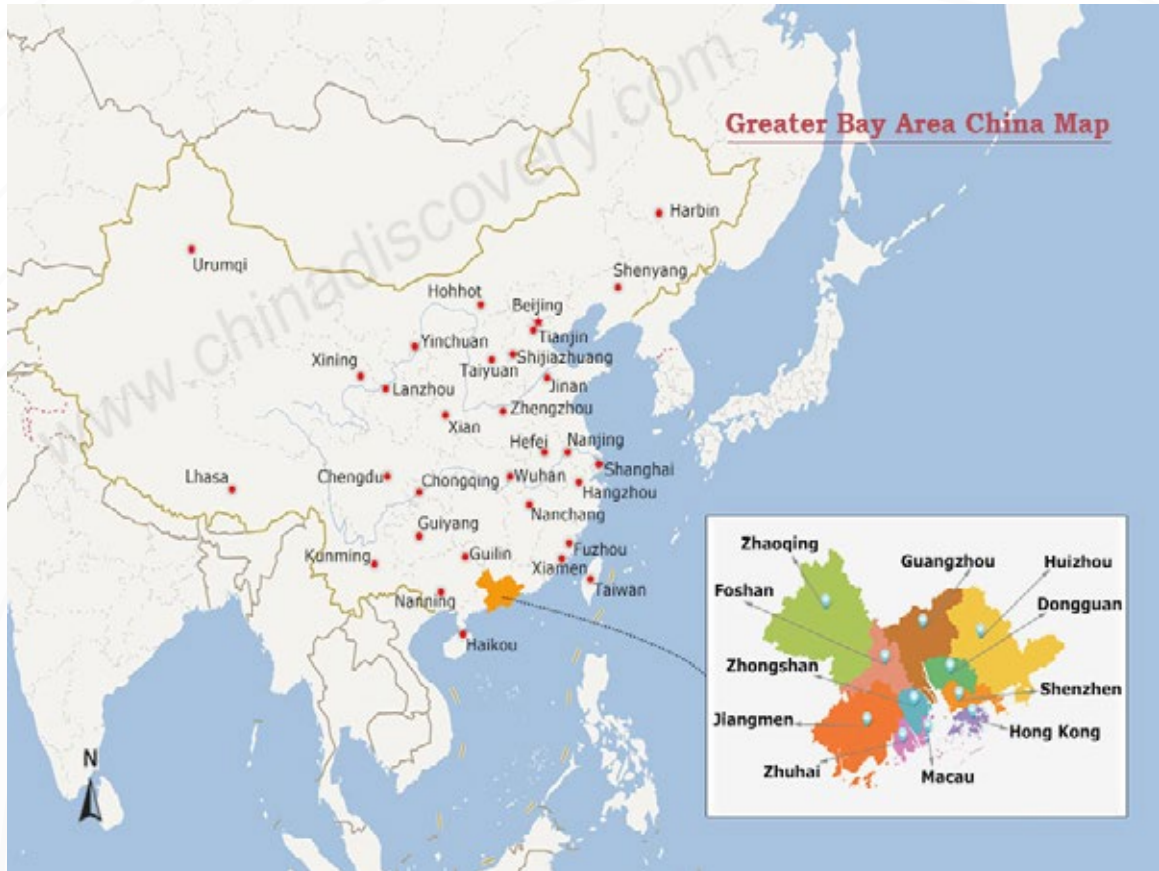 Greater Bay Area China Map
www.chinadiscovery.com
Harbin
Urumqi
Shenyang
Hohhot
Beijing
Tianjin
Yinchuan
Shijiazhuang
Xining
Taiyuan
Jinan
Lanzhou
Zhengzhou
Xian
Hefei
Nanjing
Shanghai
Lhasa
Chengdu
Chongqing
Wuhan
Hangzhou
Nanchang
Guiyang
Fuzhou
Kunming
Guilin
Xiamen
Taiwan
Nanning
Haikou
N
Zhaoqing
Guangzhou
Huizhou
Foshan
Dongguan
Zhongshan
Shenzhen
Jiangmen
Hong Kong
Zhuhai
Macau